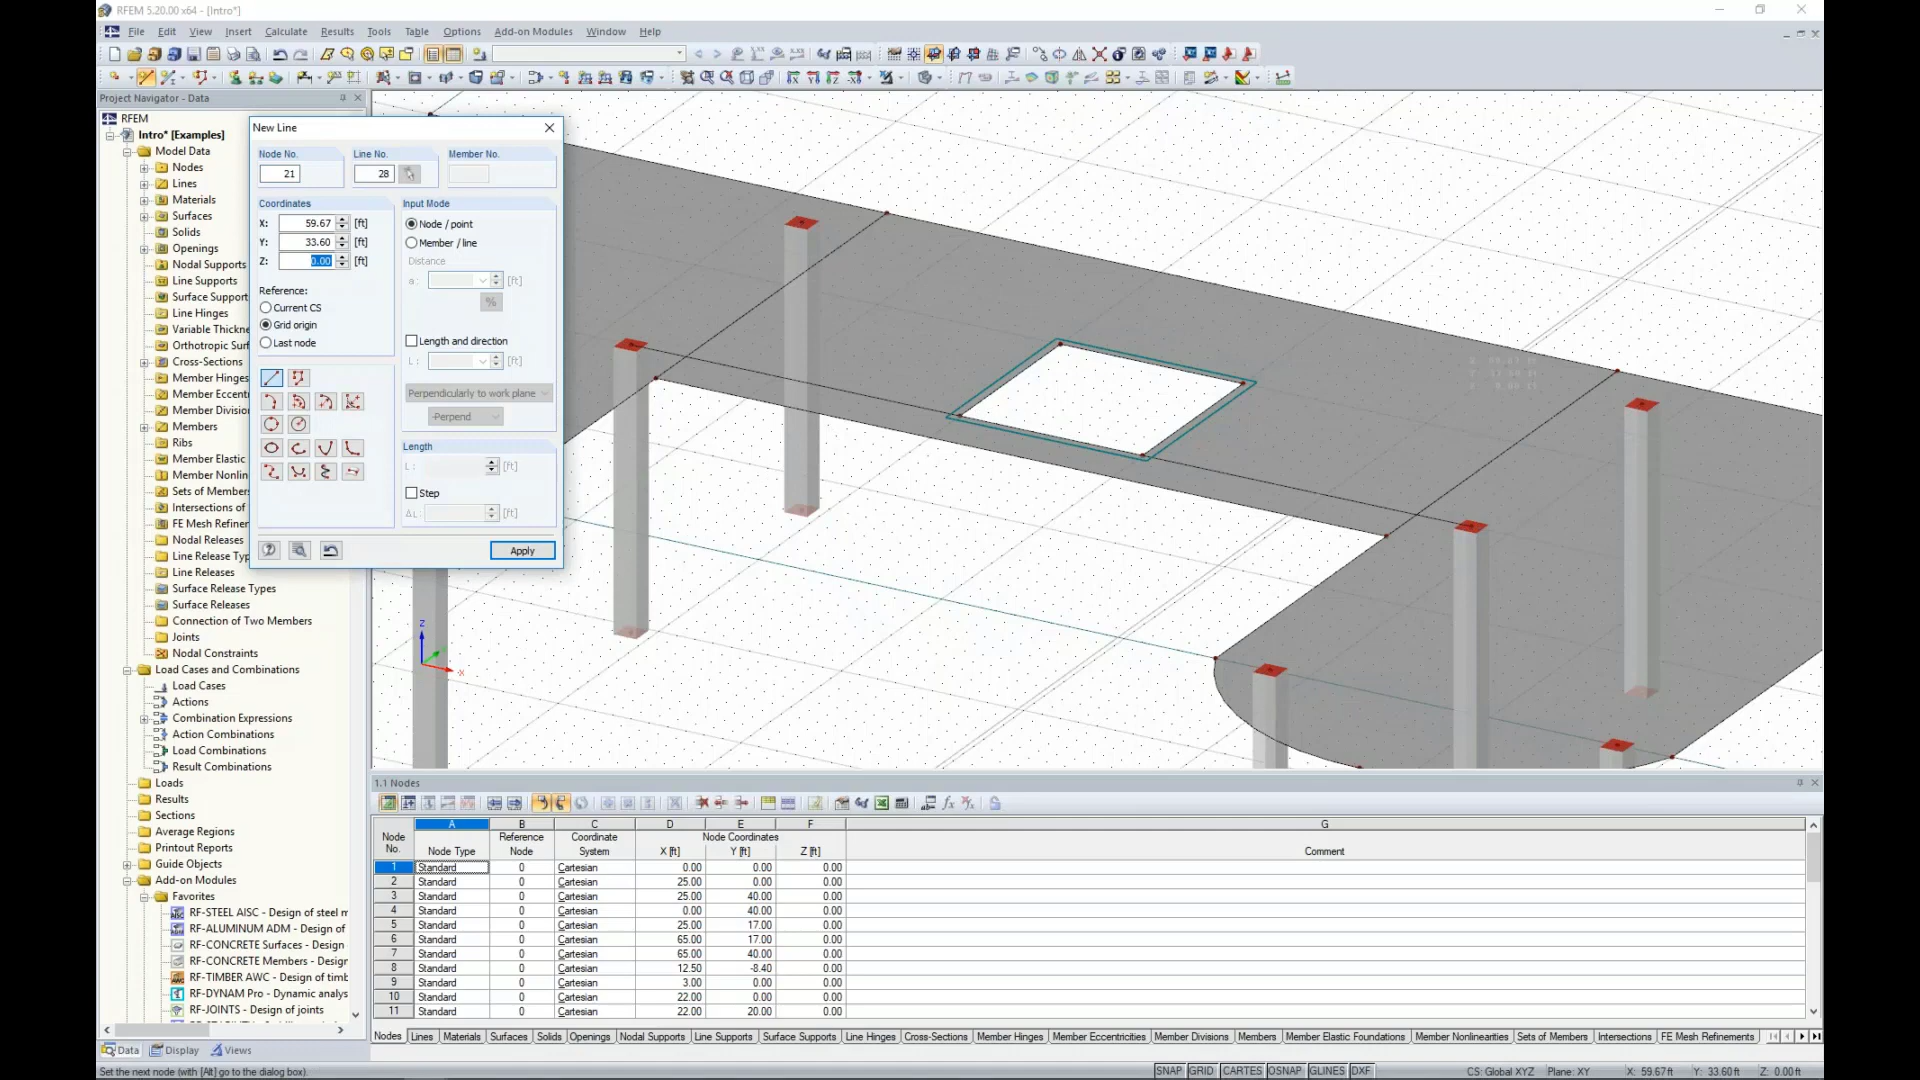 RFEM 5.20.00 x64 - [Intro*]
File Edit View Insert Calculate Results Tools Table Options Add-on Modules Window Help
Project Navigator - Data
RFEM
Intro* [Examples]
Model Data
Nodes
Lines
Materials
Surfaces
Solids
Openings
Nodal Supports
Line Supports
Surface Support
Line Hinges
Variable Thickne
Orthotropic Surf
Cross-Sections
Member Hinges
Member Eccent
Member Divisio
Members
Ribs
Member Elastic
Member Nonlin
Sets of Members
Intersections of
FE Mesh Refiner
Nodal Releases
Line Release Typ
Line Releases
Surface Release Types
Surface Releases
Connection of Two Members
Joints
Nodal Constraints
Load Cases and Combinations
Load Cases
Actions
Combination Expressions
Action Combinations
Load Combinations
Result Combinations
Loads
Results
Sections
Average Regions
Printout Reports
Guide Objects
Add-on Modules
Favorites
RF-STEEL AISC - Design of steel m
RF-ALUMINUM ADM - Design of
RF-CONCRETE Surfaces - Design
RF-CONCRETE Members - Design
RF-TIMBER AWC - Design of timb
RF-DYNAM Pro - Dynamic analys
RF-JOINTS - Design of joints
Data Display Views
New Line
Node No. Line No. Member No.
21 28
Coordinates Input Mode
X: 59.67 [ft] Node / point
Y: 33.60 [ft] Member / line
Z: 0.00 [ft] Distance
a: [ft]
%
Reference:
Current CS
Grid origin
Last node
Length and direction
L: [ft]
Perpendicularly to work plane
-Perpend
Length
L: [ft]
Step
ΔL: [ft]
Apply
Z
X
1.1 Nodes
A B C D E F G
Node No. Node Type Reference Node Coordinate System Node Coordinates X [ft] Y [ft] Z [ft] Comment
1 Standard 0 Cartesian 0.00 0.00 0.00
2 Standard 0 Cartesian 25.00 0.00 0.00
3 Standard 0 Cartesian 25.00 40.00 0.00
4 Standard 0 Cartesian 0.00 40.00 0.00
5 Standard 0 Cartesian 25.00 17.00 0.00
6 Standard 0 Cartesian 65.00 17.00 0.00
7 Standard 0 Cartesian 65.00 40.00 0.00
8 Standard 0 Cartesian 12.50 -8.40 0.00
9 Standard 0 Cartesian 3.00 0.00 0.00
10 Standard 0 Cartesian 22.00 0.00 0.00
11 Standard 0 Cartesian 22.00 20.00 0.00
Nodes Lines Materials Surfaces Solids Openings Nodal Supports Line Supports Surface Supports Line Hinges Cross-Sections Member Hinges Member Eccentricities Member Divisions Members Member Elastic Foundations Member Nonlinearities Sets of Members Intersections FE Mesh Refinements
Set the next node (with [Alt] go to the dialog box). SNAP GRID CARTES OSNAP GLINES DXF CS: Global XYZ Plane: XY X: 59.67 ft Y: 33.60 ft Z: 0.00 ft